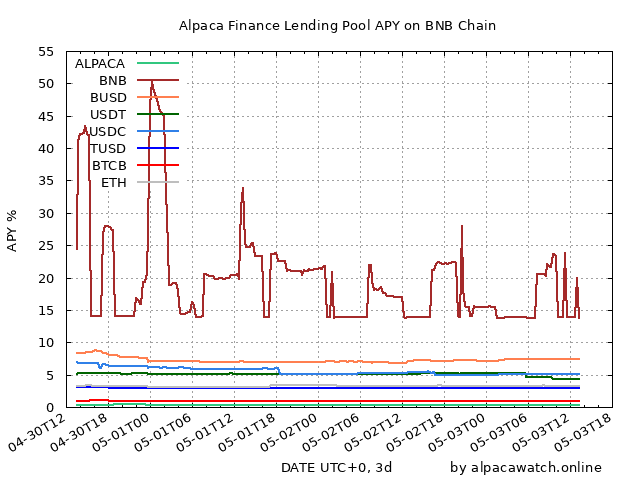 Alpaca Finance Lending Pool APY on BNB Chain
55
50
45
40
35
30
25
20
15
10
5
0
APY %
ALPACA
BNB
BUSD
USDT
USDC
TUSD
BTCB
ETH
04-30T12
04-30T18
05-01T00
05-01T06
05-01T12
05-01T18
05-02T00
05-02T06
05-02T12
05-02T18
05-03T00
05-03T06
05-03T12
05-03T18
DATE UTC+0, 3d
by alpacawatch.online